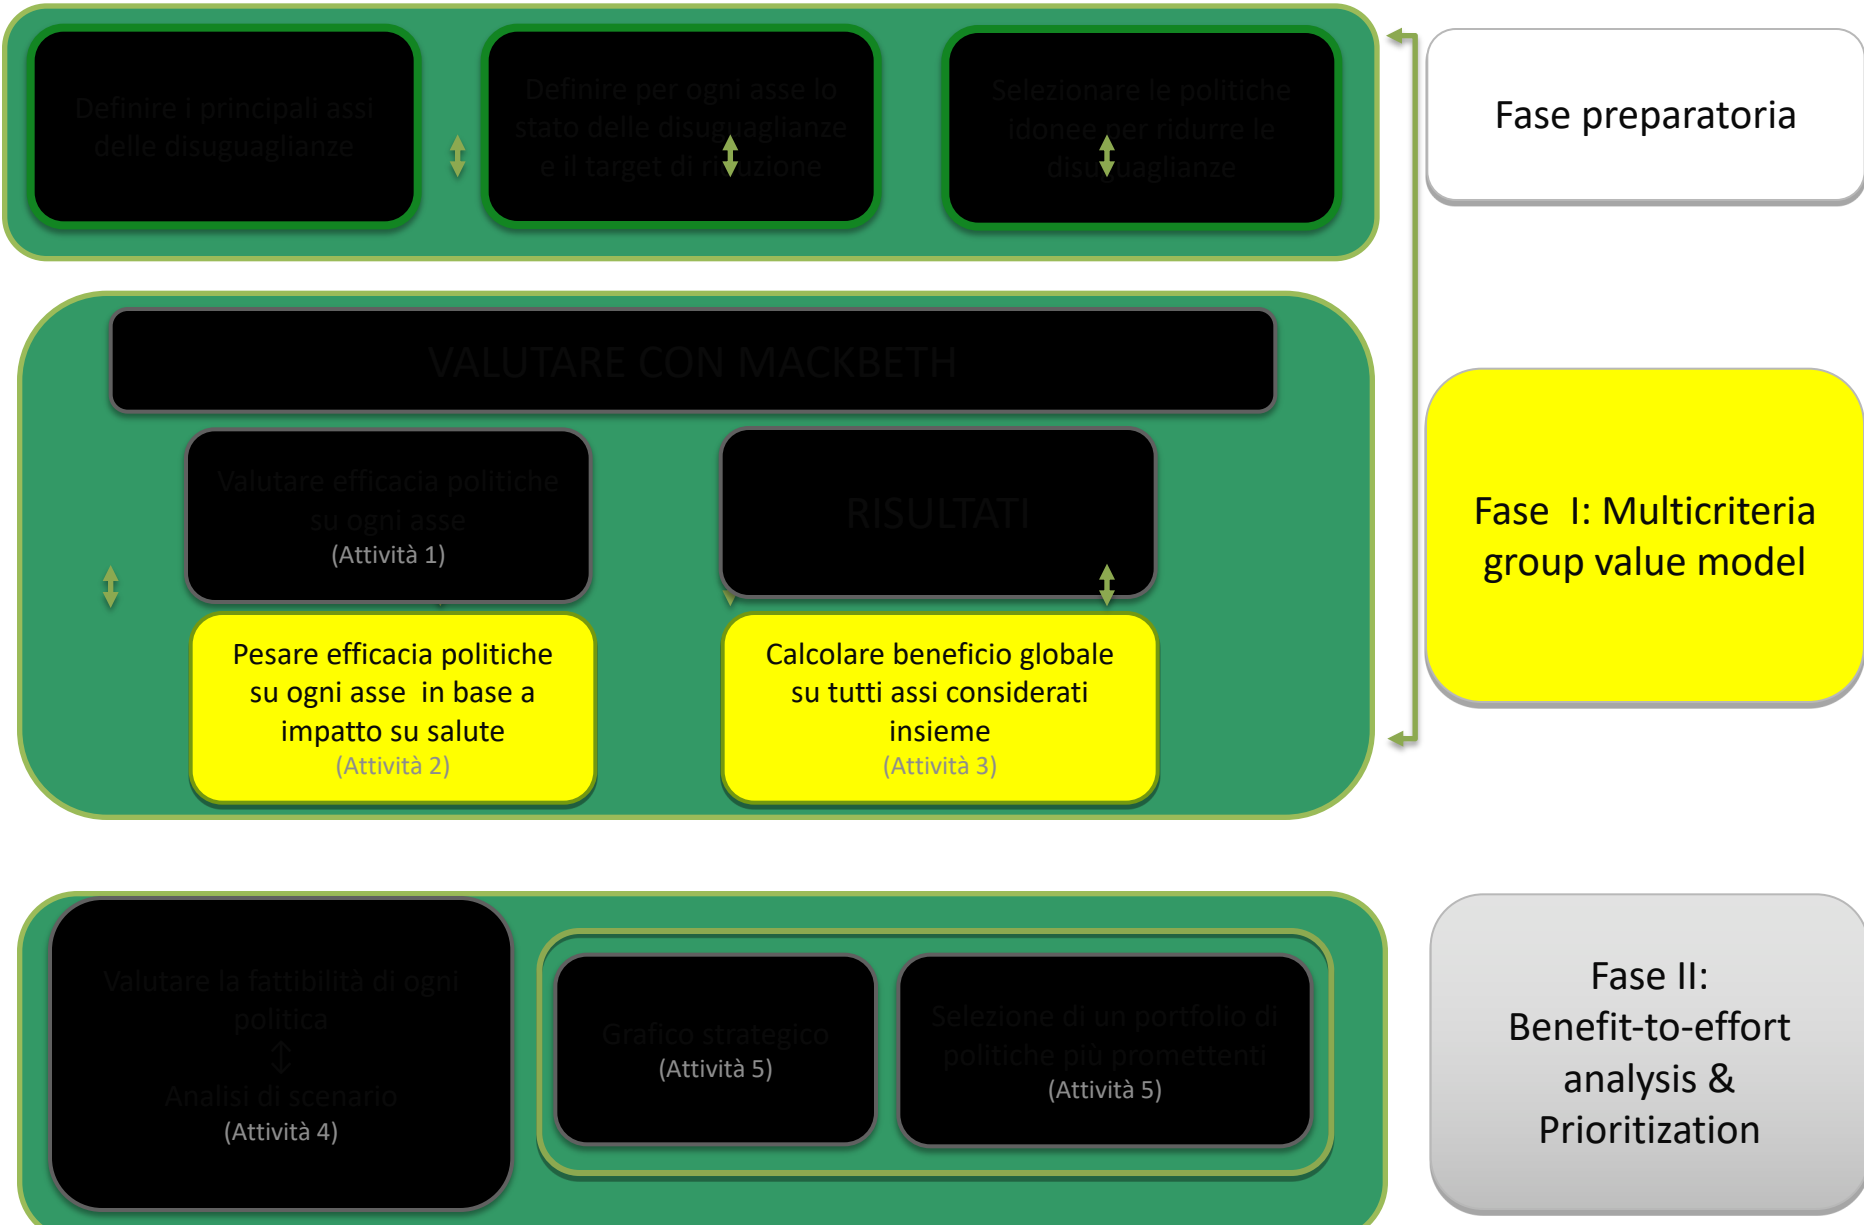 Definire i principali assi
delle disuguaglianze
Definire per ogni asse lo
stato delle disuguaglianze
e il target di riduzione
Selezionare le politiche
idonee per ridurre le
disuguaglianze
Fase preparatoria
VALUTARE CON MACKBETH
Valutare efficacia politiche
su ogni asse
(Attività 1)
RISULTATI
Pesare efficacia politiche
su ogni asse in base a
impatto su salute
(Attività 2)
Calcolare beneficio globale
su tutti assi considerati
insieme
(Attività 3)
Fase I: Multicriteria
group value model
Valutare la fattibilità di ogni
politica
Analisi di scenario
(Attività 4)
Grafico strategico
(Attività 5)
Selezione di un portfolio di
politiche più promettenti
(Attività 5)
Fase II:
Benefit-to-effort
analysis &
Prioritization